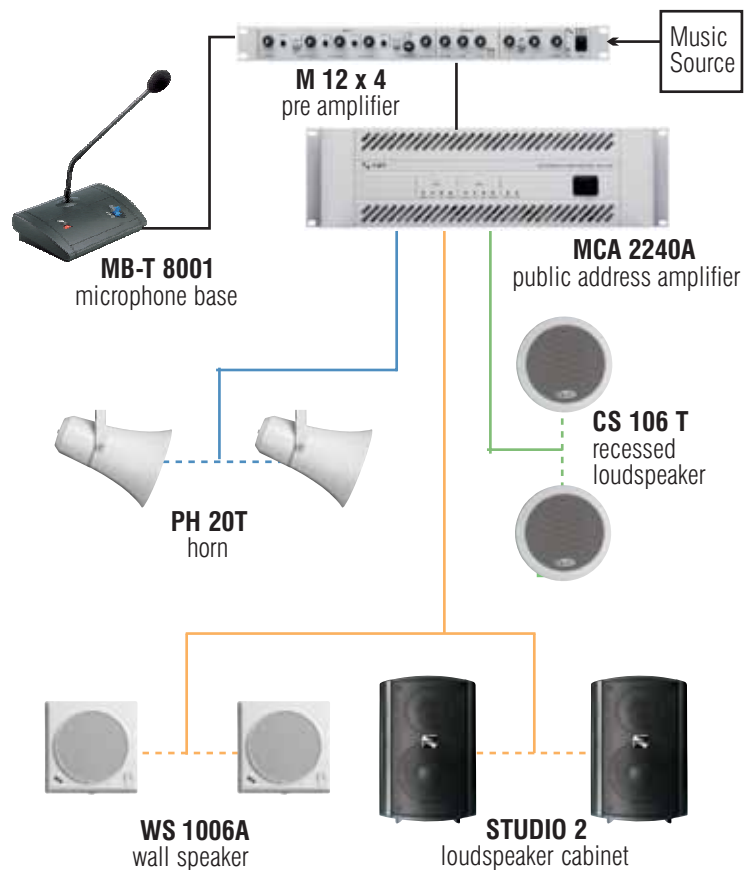 Music
Source
M 12 x 4
pre amplifier
MB-T 8001
microphone base
MCA 2240A
public address amplifier
CS 106 T
recessed
loudspeaker
PH 20T
horn
WS 1006A
wall speaker
STUDIO 2
loudspeaker cabinet